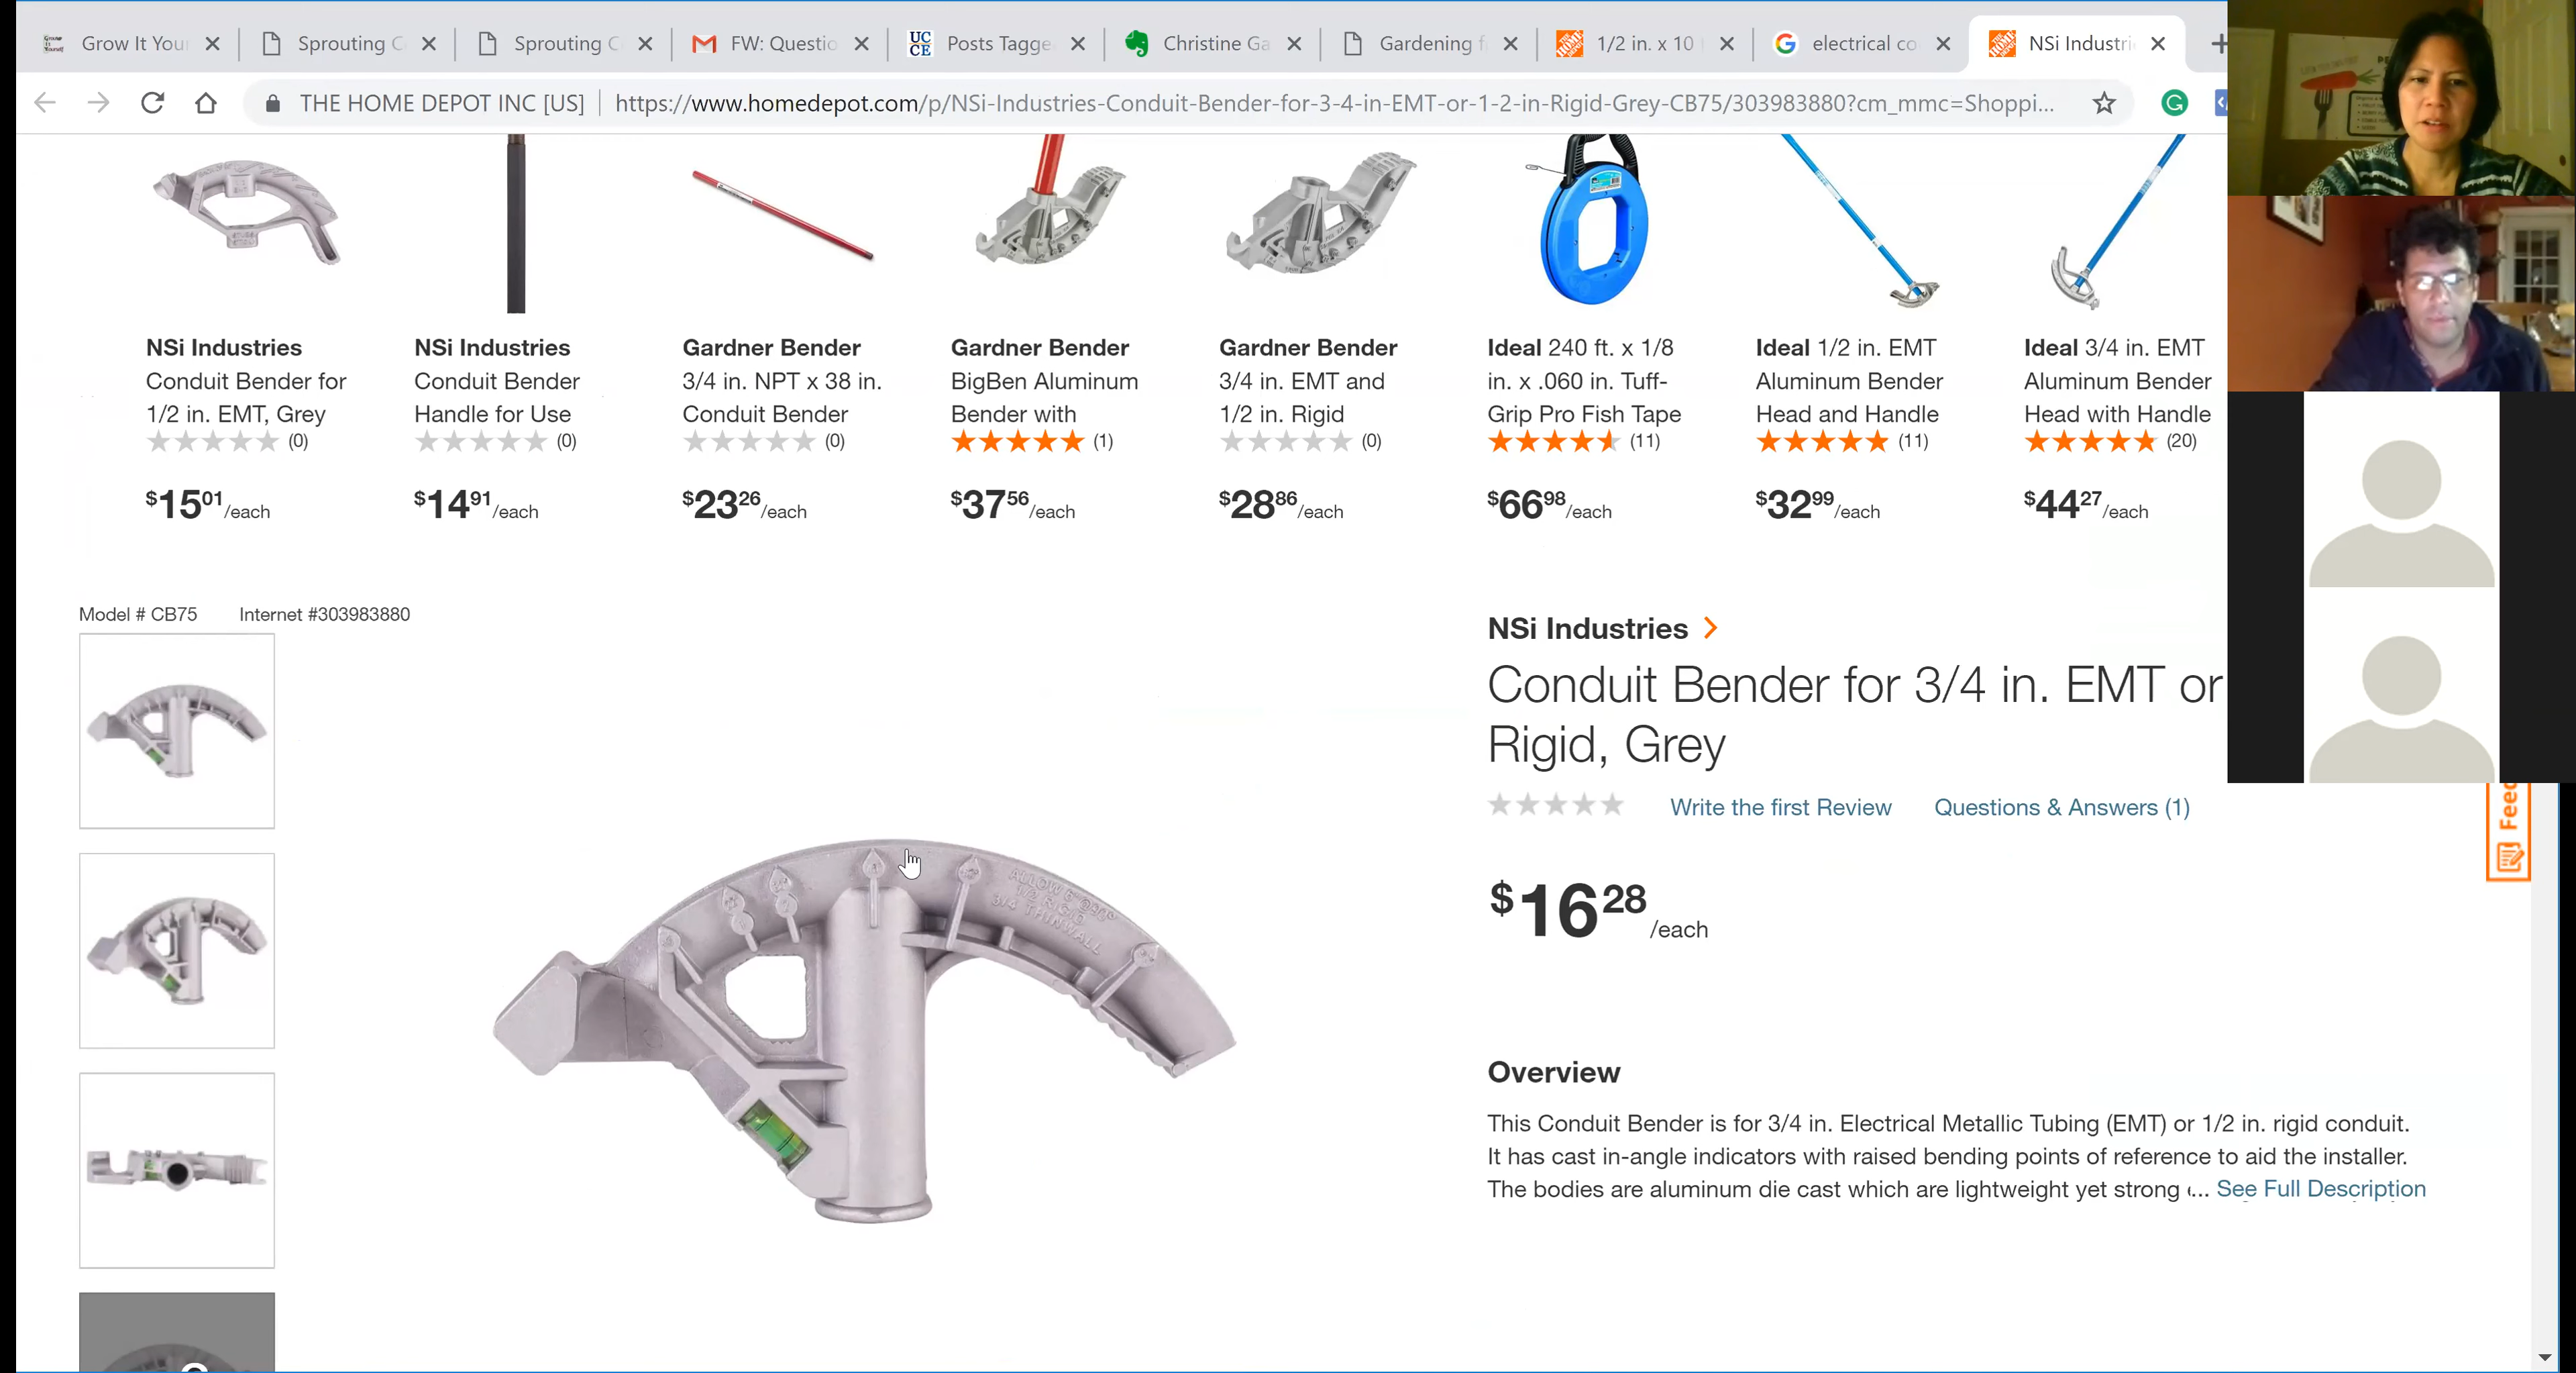 Grow It You
Sprouting C
Sprouting C
FW: Questio
UC CE
Posts Tagge
Christine Ga
Gardening f
1/2 in. x 10
electrical co
NSi Industri
THE HOME DEPOT INC [US]
https://www.homedepot.com/p/NSi-Industries-Conduit-Bender-for-3-4-in-EMT-or-1-2-in-Rigid-Grey-CB75/303983880?cm_mmc=Shoppi...
NSi Industries
Conduit Bender for
1/2 in. EMT, Grey
(0)
$15 01 /each
NSi Industries
Conduit Bender
Handle for Use
(0)
$14 91 /each
Gardner Bender
3/4 in. NPT x 38 in.
Conduit Bender
(0)
$23 26 /each
Gardner Bender
BigBen Aluminum
Bender with
(1)
$37 56 /each
Gardner Bender
3/4 in. EMT and
1/2 in. Rigid
(0)
$28 86 /each
Ideal 240 ft. x 1/8
in. x .060 in. Tuff-
Grip Pro Fish Tape
(11)
$66 98 /each
Ideal 1/2 in. EMT
Aluminum Bender
Head and Handle
(11)
$32 99 /each
Ideal 3/4 in. EMT
Aluminum Bender
Head with Handle
(20)
$44 27 /each
Model # CB75 Internet #303983880
NSi Industries
Conduit Bender for 3/4 in. EMT or
Rigid, Grey
Write the first Review Questions & Answers (1)
$16 28 /each
Feed
1/2 RIGID
3/4 THINWALL
Overview
This Conduit Bender is for 3/4 in. Electrical Metallic Tubing (EMT) or 1/2 in. rigid conduit.
It has cast in-angle indicators with raised bending points of reference to aid the installer.
The bodies are aluminum die cast which are lightweight yet strong ... See Full Description